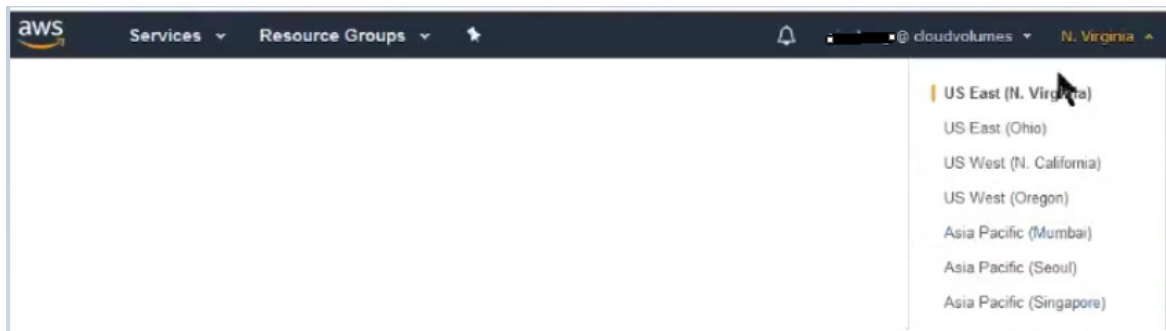 aws Services Resource Groups @ cloudvolumes N. Virginia
US East (N. Virginia)
US East (Ohio)
US West (N. California)
US West (Oregon)
Asia Pacific (Mumbai)
Asia Pacific (Seoul)
Asia Pacific (Singapore)